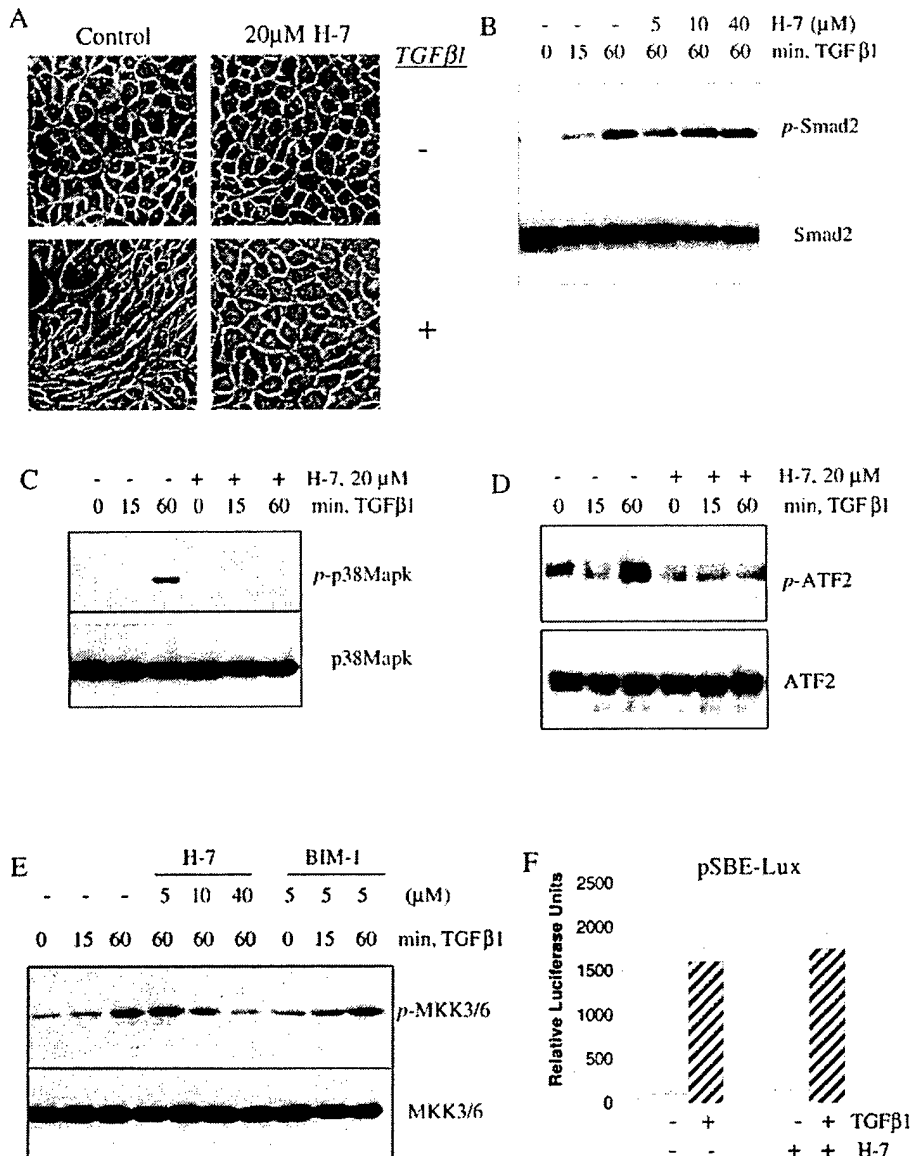 A
Control 20μM H-7
TGFβ1
-
+
B
5 10 40 H-7 (μM)
0 15 60 60 60 60 min. TGFβ1
p-Smad2
Smad2
C
- - - + + + H-7, 20 μM
0 15 60 0 15 60 min. TGFβ1
p-p38Mapk
p38Mapk
D
- - - + + + H-7, 20 μM
0 15 60 0 15 60 min, TGFβ1
p-ATF2
ATF2
E
H-7 BIM-1
- - - 5 10 40 5 5 5 (μM)
0 15 60 60 60 60 0 15 60 min, TGFβ1
p-MKK3/6
MKK3/6
F
pSBE-Lux
Relative Luciferase Units
2500
2000
1500
1000
500
0
- + - + TGFβ1
- - + + H-7